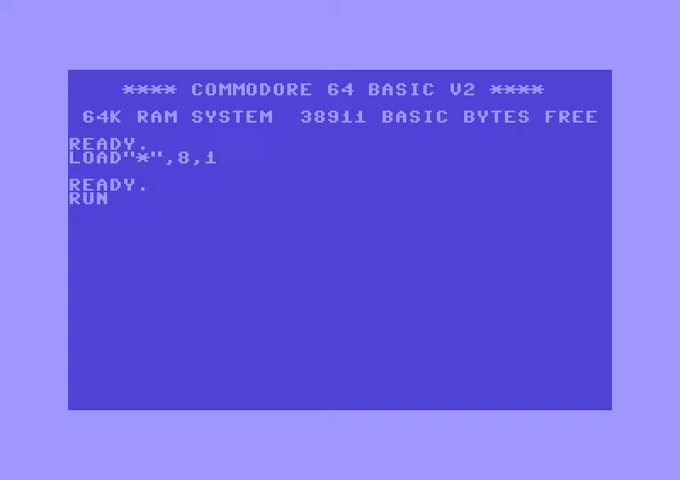 **** COMMODORE 64 BASIC V2 ****
64K RAM SYSTEM  38911 BASIC BYTES FREE
READY.
LOAD"*",8,1
READY.
RUN